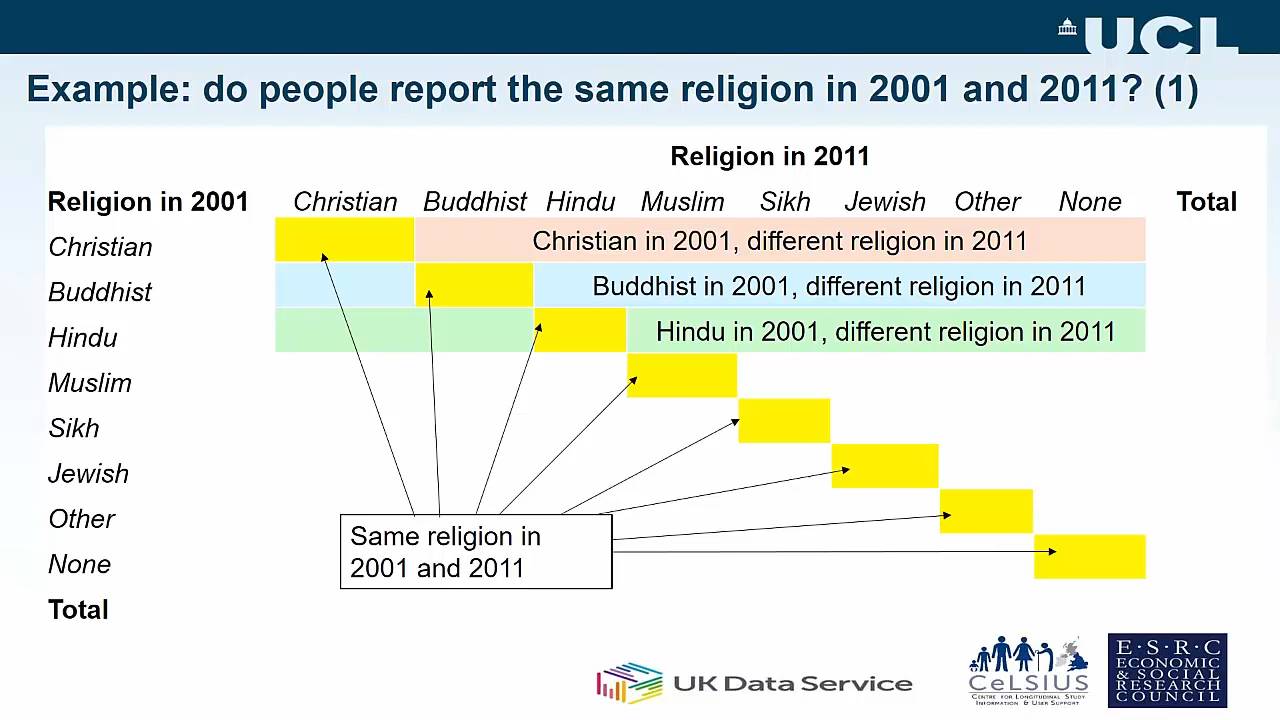 UCL
Example: do people report the same religion in 2001 and 2011? (1)
Religion in 2011
Religion in 2001 Christian Buddhist Hindu Muslim Sikh Jewish Other None Total
Christian Christian in 2001, different religion in 2011
Buddhist Buddhist in 2001, different religion in 2011
Hindu Hindu in 2001, different religion in 2011
Muslim
Sikh
Jewish
Other
None
Total
Same religion in
2001 and 2011
UK Data Service
CeLSIUS
Centre for Longitudinal Study
Information & User Support
E·S·R·C
ECONOMIC
& SOCIAL
RESEARCH
COUNCIL